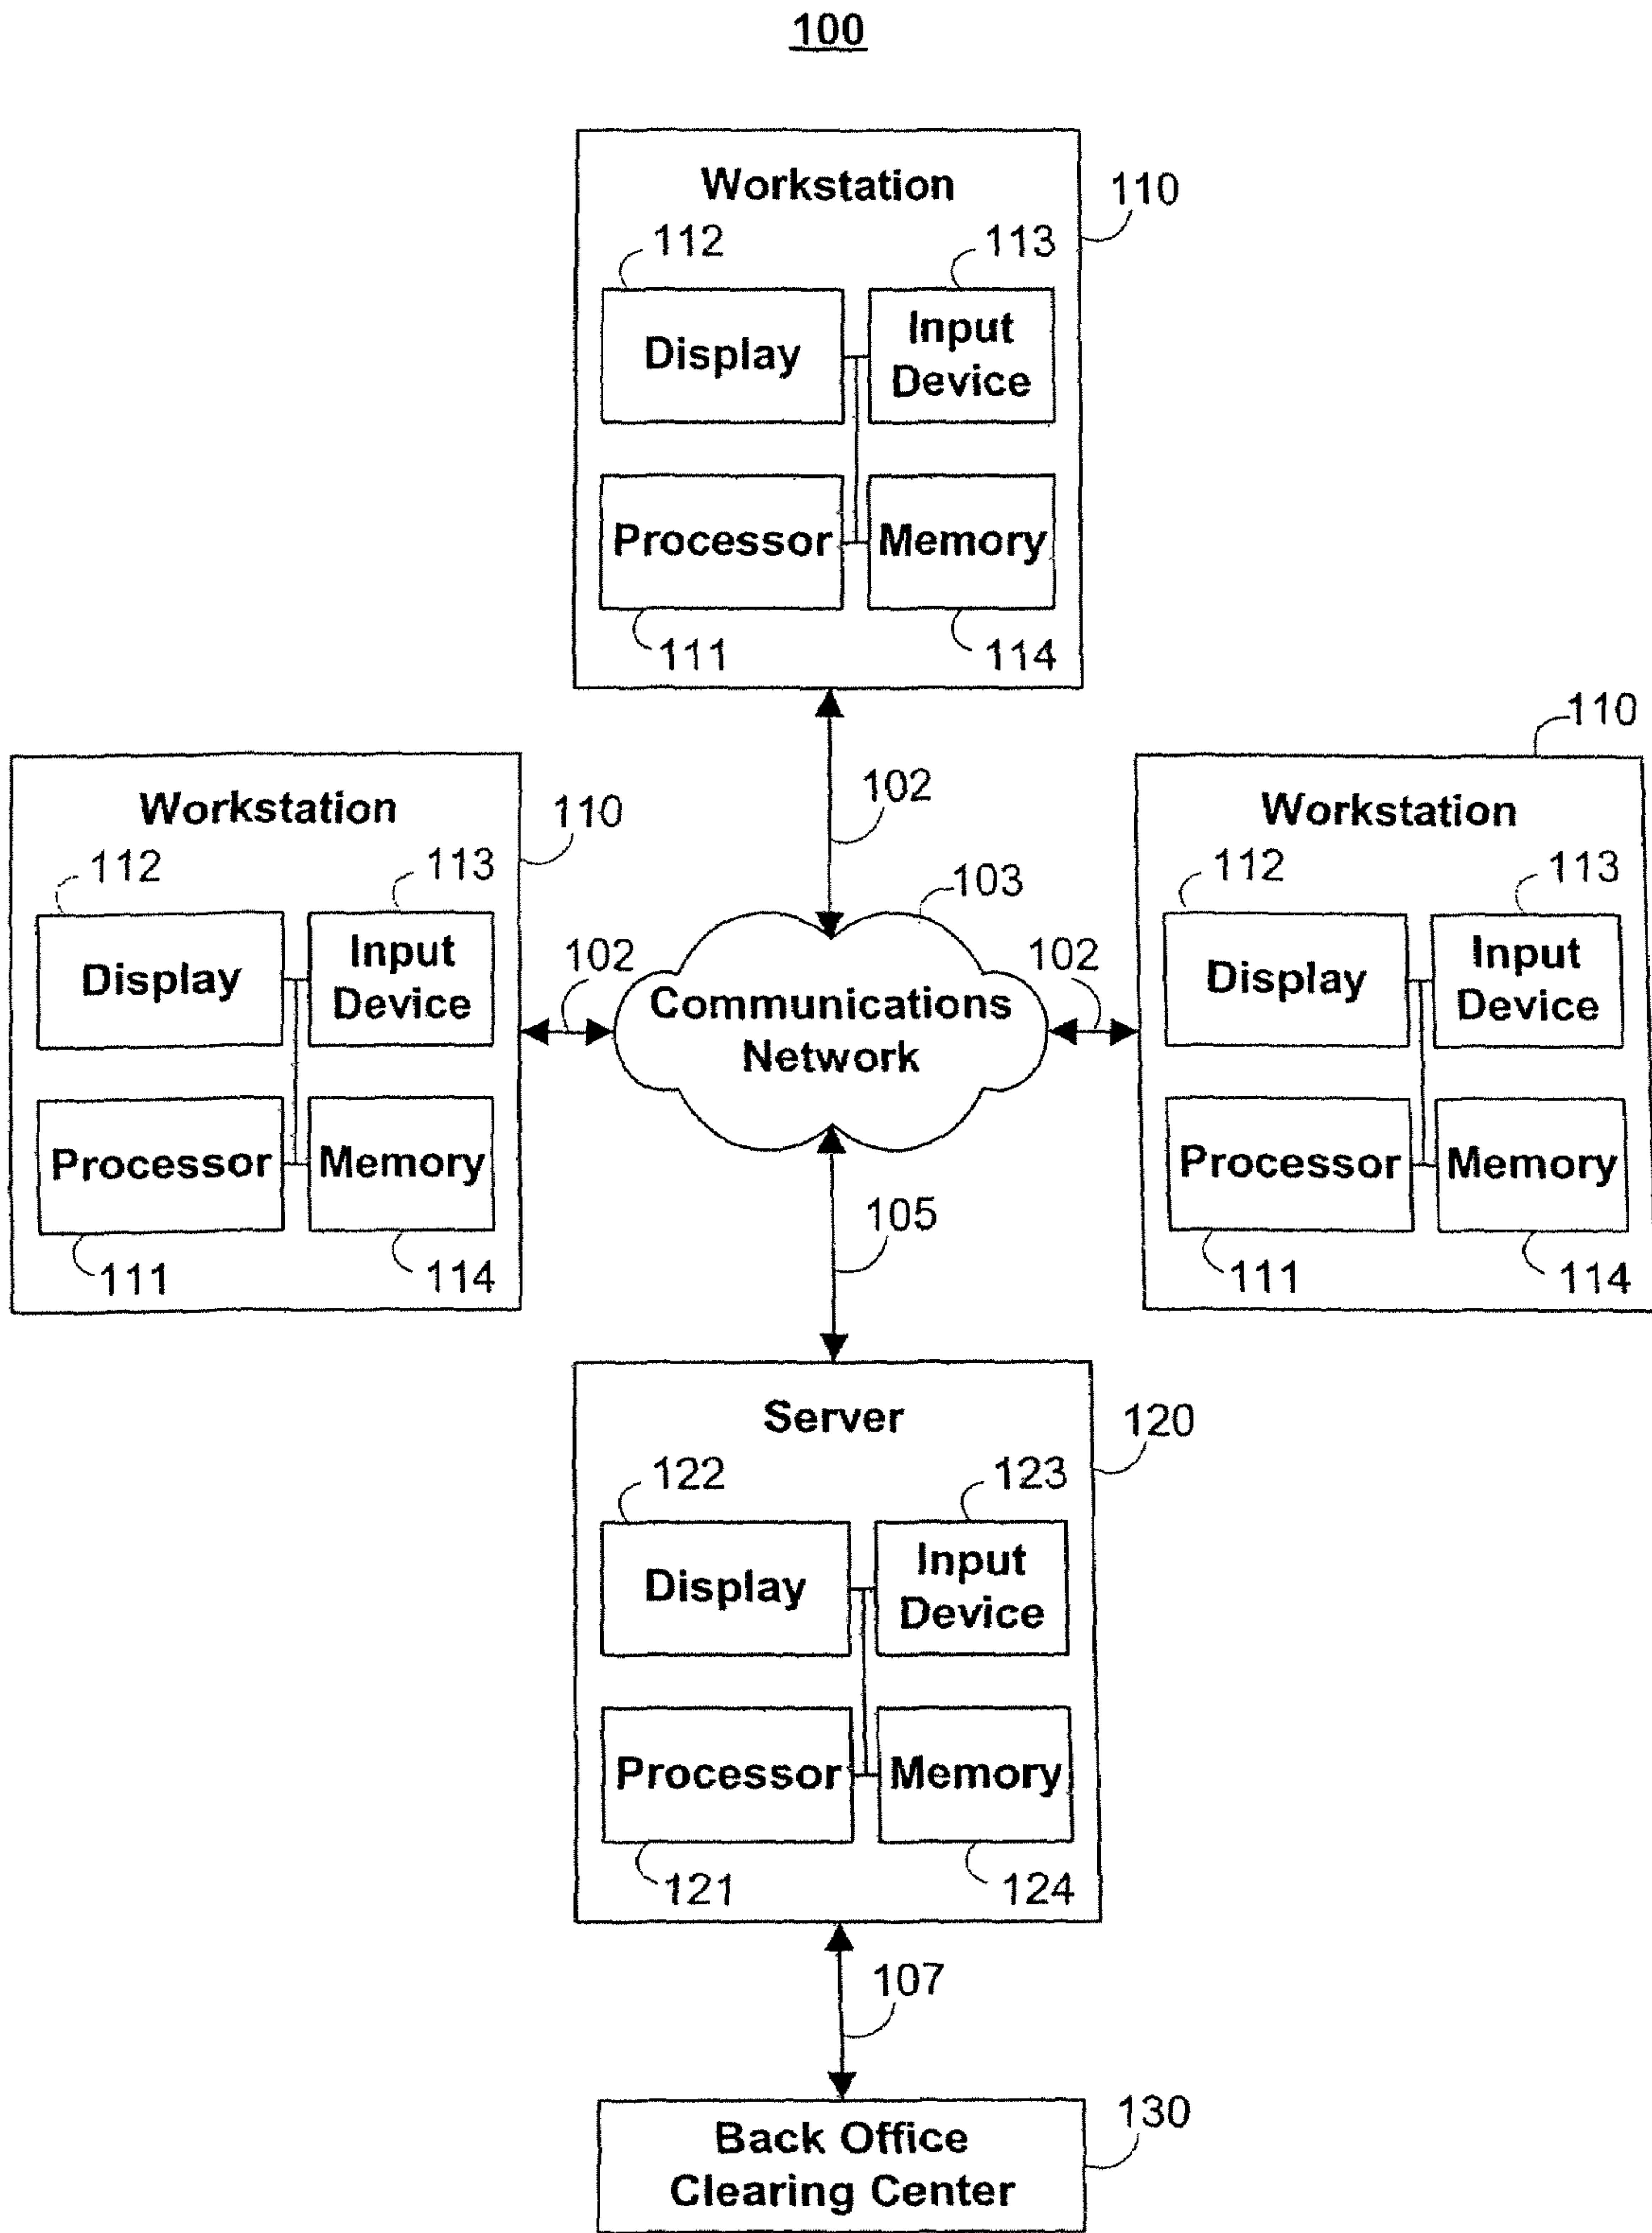 100
Workstation
110
112
113
Display
Input
Device
Processor
Memory
111
114
102
Workstation
110
112
113
Display
Input
Device
Processor
Memory
111
114
102
103
Communications
Network
102
110
Workstation
112
113
Display
Input
Device
Processor
Memory
111
114
105
Server
120
122
123
Display
Input
Device
Processor
Memory
121
124
107
Back Office
Clearing Center
130